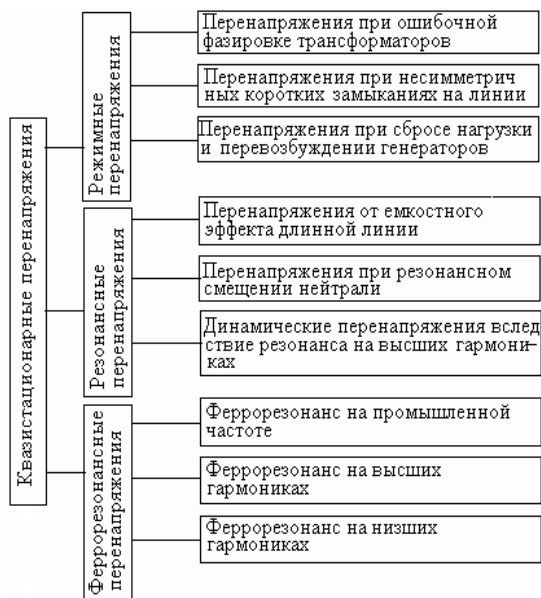 Квазистационарные перенапряжения
Режимные
перенапряжения
Перенапряжения при ошибочной
фазировке трансформаторов
Перенапряжения при несимметрич
ных коротких замыканиях на линии
Перенапряжения при сбросе нагрузки
и перевозбуждении генераторов
Резонансные
перенапряжения
Перенапряжения от емкостного
эффекта длинной линии
Перенапряжения при резонансном
смещении нейтрали
Динамические перенапряжения вслед
ствие резонанса на высших гармони-
ках
Феррорезонансные
перенапряжения
Феррорезонанс на промышленной
частоте
Феррорезонанс на высших
гармониках
Феррорезонанс на низших
гармониках